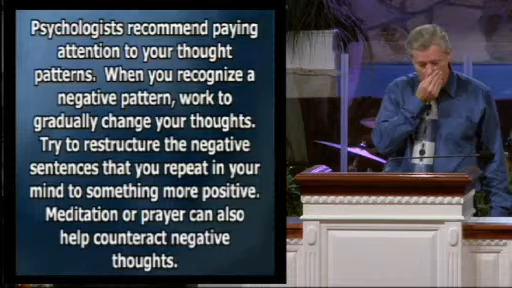 Psychologists recommend paying
attention to your thought
patterns. When you recognize a
negative pattern, work to
gradually change your thoughts.
Try to restructure the negative
sentences that you repeat in your
mind to something more positive.
Meditation or prayer can also
help counteract negative
thoughts.